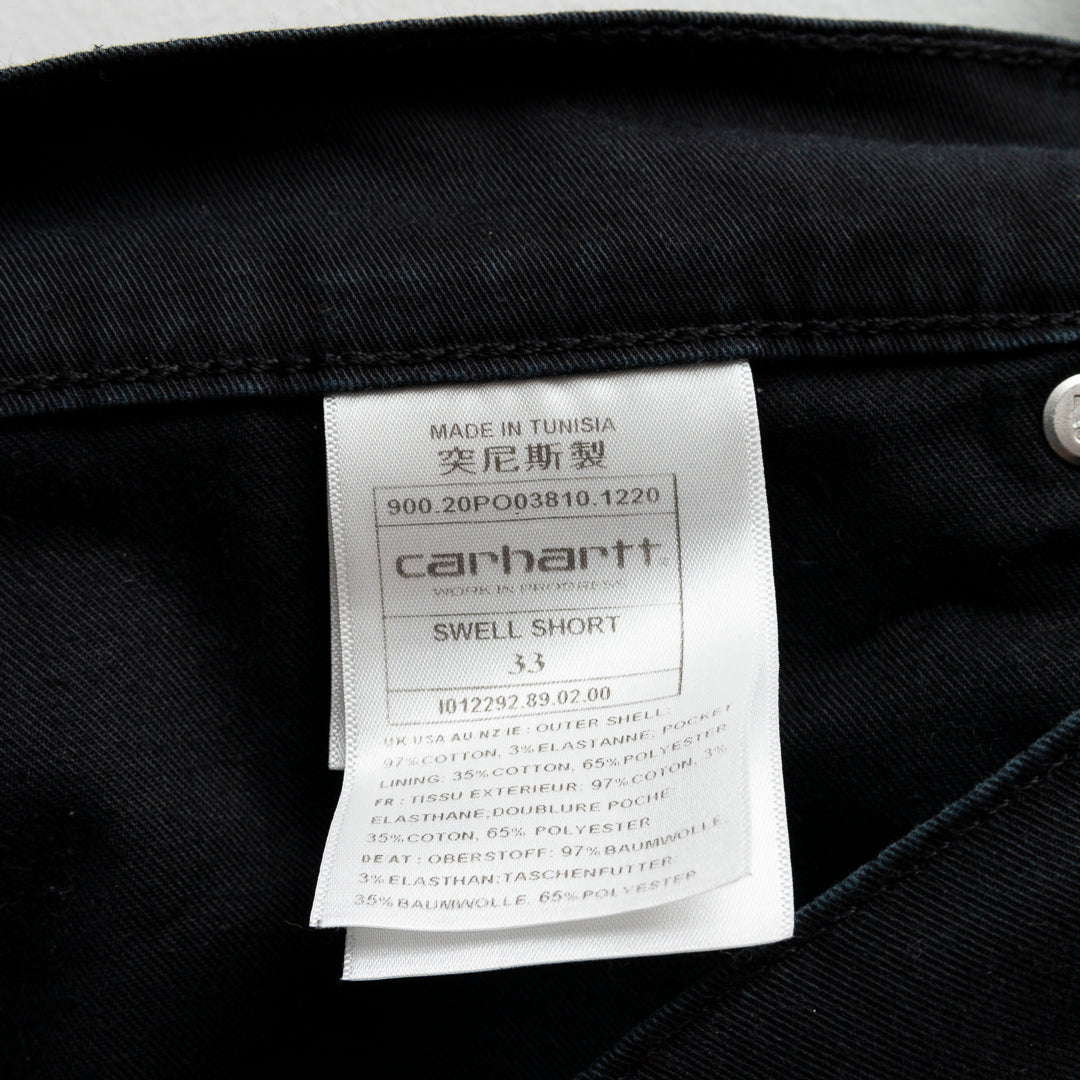 MADE IN TUNISIA
突尼斯製
900.20PO03810.1220
carhartt
WORK IN PROGRESS
SWELL SHORT
33
I012292.89.02.00
UK USA AU NZ IE : OUTER SHELL:
97% COTTON, 3% ELASTANNE; POCKET
LINING: 35% COTTON, 65% POLYESTER
FR : TISSU EXTERIEUR: 97% COTON, 3%
ELASTHANE,DOUBLURE POCHE:
35% COTON, 65% POLYESTER
DE AT : OBERSTOFF: 97% BAUMWOLLE,
3% ELASTHAN;TASCHENFUTTER:
35% BAUMWOLLE, 65% POLYESTER